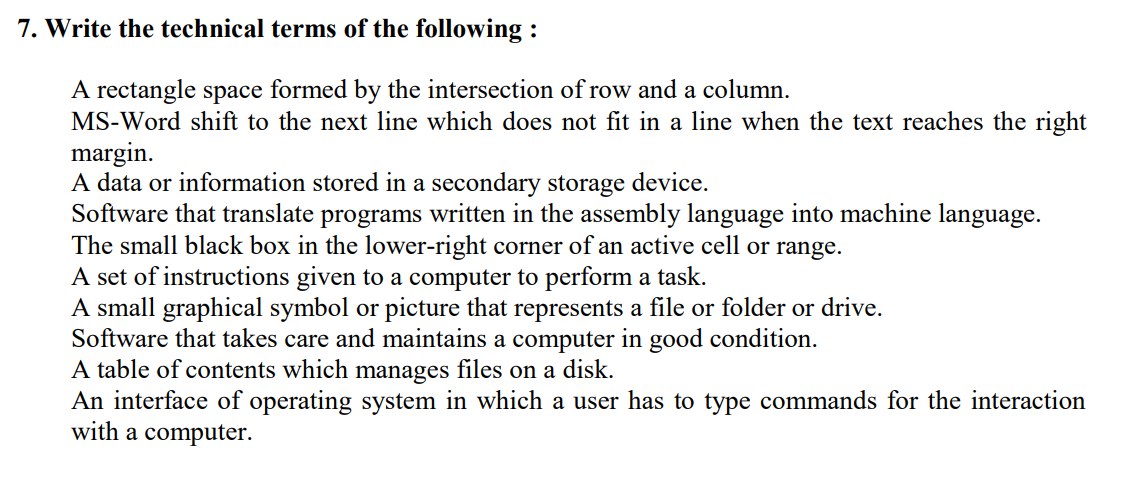 7. Write the technical terms of the following :
A rectangle space formed by the intersection of row and a column.
MS-Word shift to the next line which does not fit in a line when the text reaches the right
margin.
A data or information stored in a secondary storage device.
Software that translate programs written in the assembly language into machine language.
The small black box in the lower-right corner of an active cell or range.
A set of instructions given to a computer to perform a task.
A small graphical symbol or picture that represents a file or folder or drive.
Software that takes care and maintains a computer in good condition.
A table of contents which manages files on a disk.
An interface of operating system in which a user has to type commands for the interaction
with a computer.